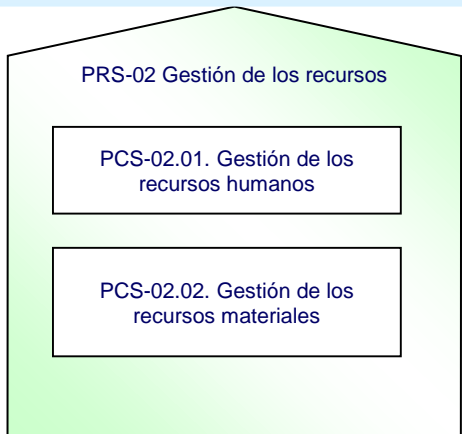 PRS-02 Gestión de los recursos
PCS-02.01. Gestión de los
recursos humanos
PCS-02.02. Gestión de los
recursos materiales